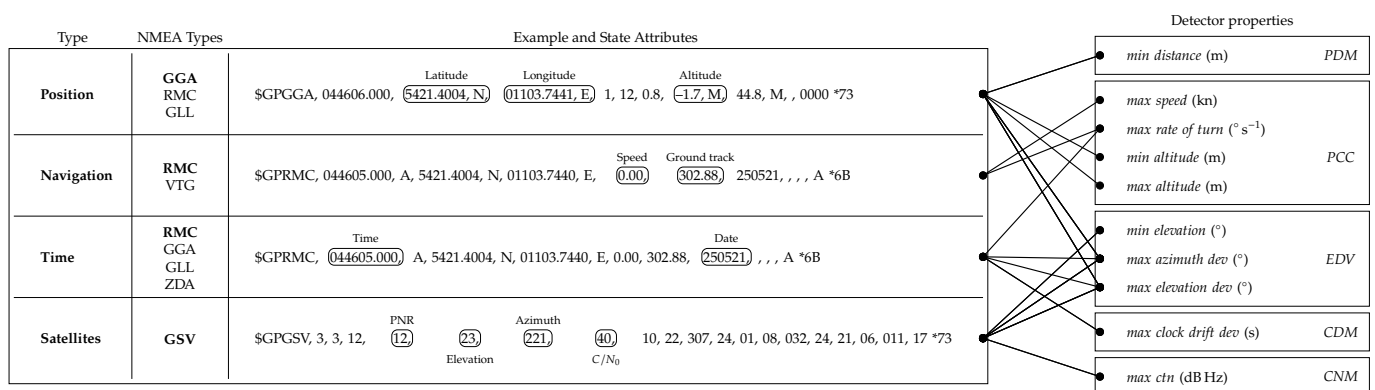 Detector properties
Type NMEA Types Example and State Attributes
GGA
RMC
GLL
Position
Latitude Longitude Altitude
$GPGGA, 044606.000, 5421.4004, N, 01103.7441, E, 1, 12, 0.8, –1.7, M, 44.8, M, , 0000 *73
Navigation
RMC
VTG
Speed Ground track
$GPRMC, 044605.000, A, 5421.4004, N, 01103.7440, E, 0.00, 302.88, 250521, , , , A *6B
Time
RMC
GGA
GLL
ZDA
Time Date
$GPRMC, 044605.000, A, 5421.4004, N, 01103.7440, E, 0.00, 302.88, 250521, , , , A *6B
Satellites
GSV
PNR Azimuth
$GPGSV, 3, 3, 12, 12, 23, 221, 40, 10, 22, 307, 24, 01, 08, 032, 24, 21, 06, 011, 17 *73
Elevation C/N0
min distance (m) PDM
max speed (kn)
max rate of turn (° s−1)
min altitude (m) PCC
max altitude (m)
min elevation (°)
max azimuth dev (°) EDV
max elevation dev (°)
max clock drift dev (s) CDM
max ctn (dB Hz) CNM